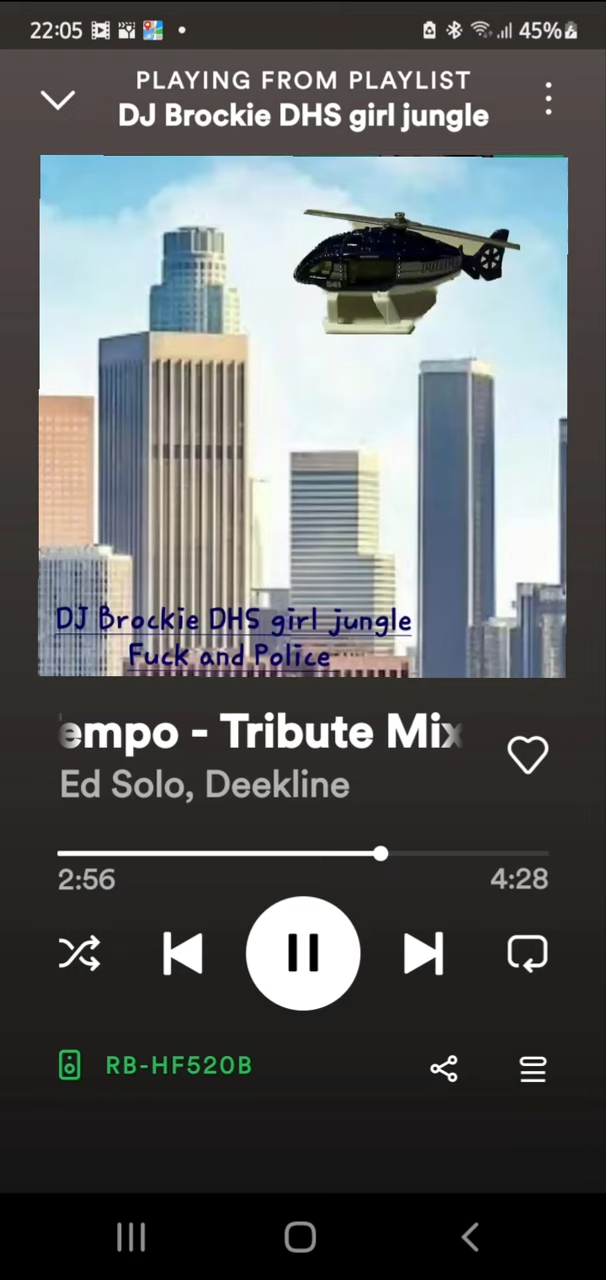 22:05
45%
PLAYING FROM PLAYLIST
DJ Brockie DHS girl jungle
DJ Brockie DHS girl jungle
Fuck and Police
empo - Tribute Mix
Ed Solo, Deekline
2:56
4:28
RB-HF520B